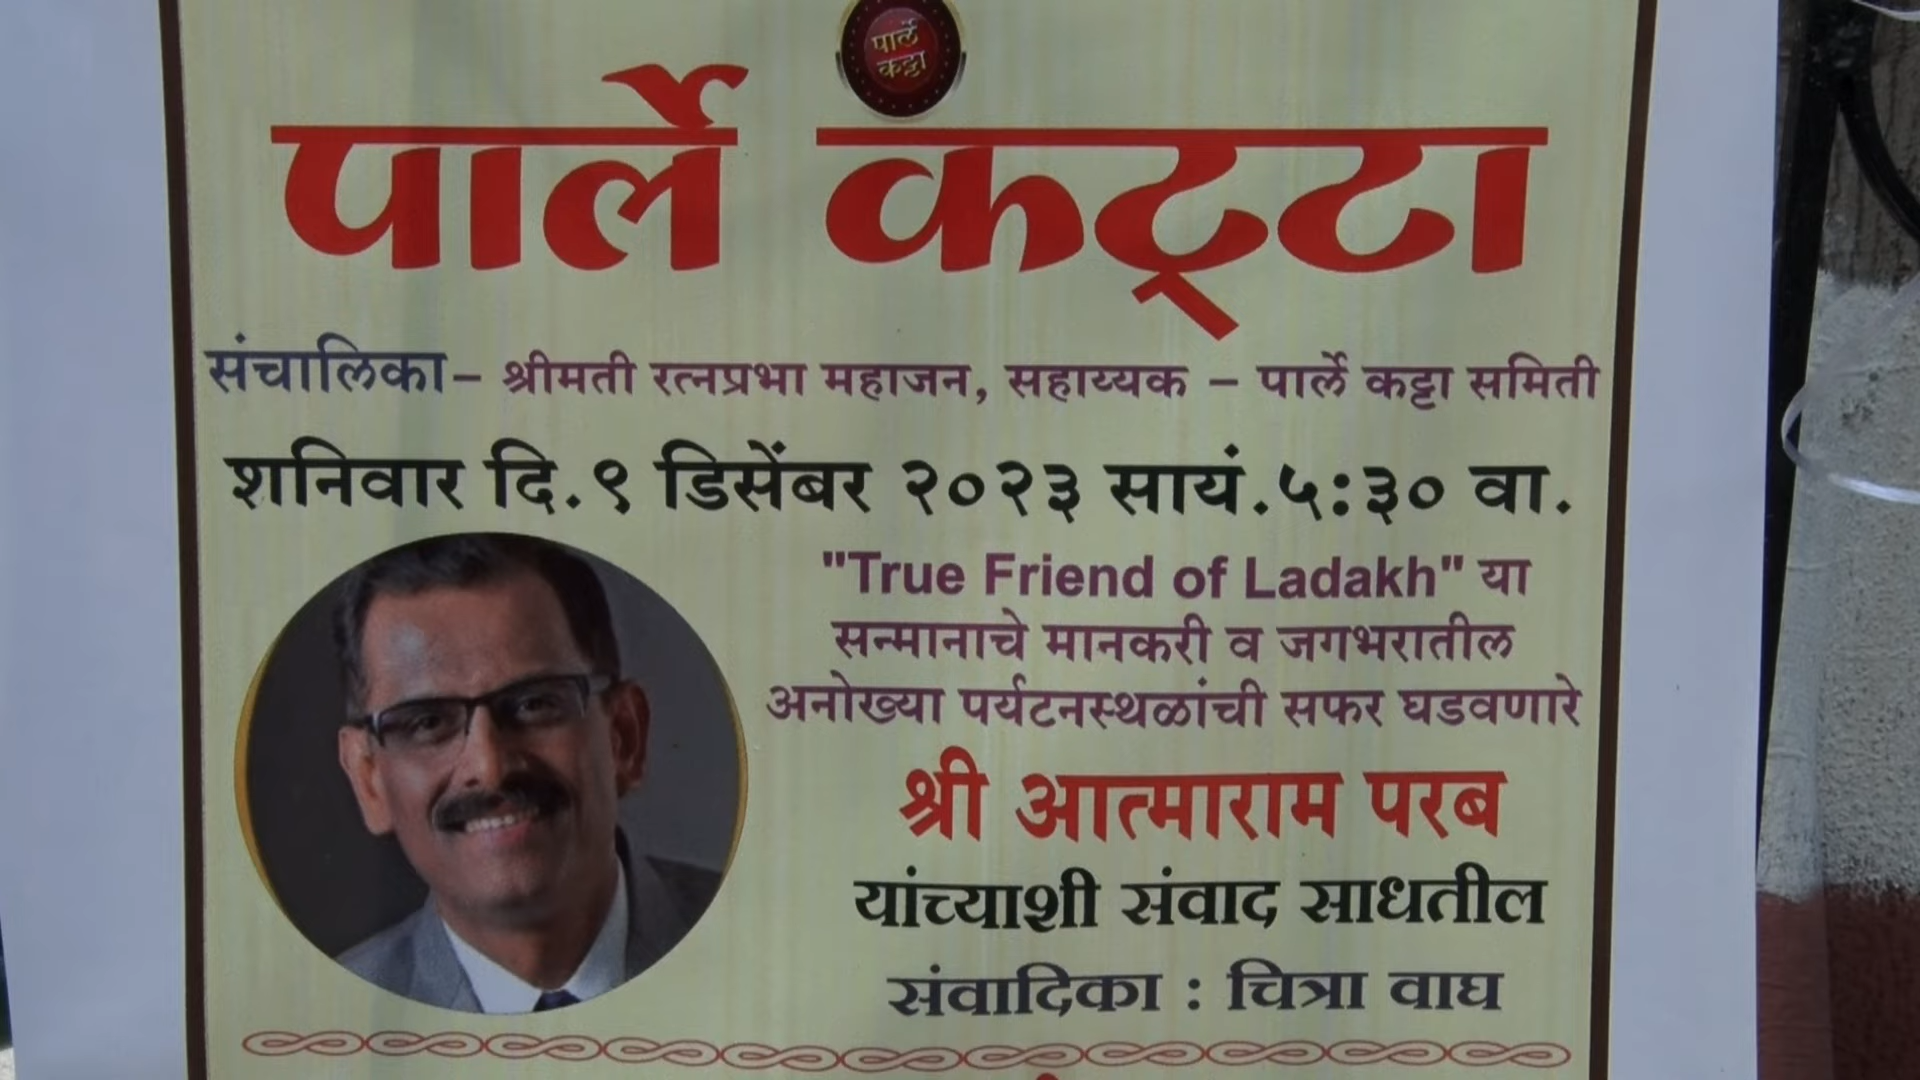 पार्ले
कट्टा
पार्ले कट्टा
संचालिका– श्रीमती रत्नप्रभा महाजन, सहाय्यक – पार्ले कट्टा समिती
शनिवार दि.९ डिसेंबर २०२३ सायं.५:३० वा.
"True Friend of Ladakh" या
सन्मानाचे मानकरी व जगभरातील
अनोख्या पर्यटनस्थळांची सफर घडवणारे
श्री आत्माराम परब
यांच्याशी संवाद साधतील
संवादिका : चित्रा वाघ